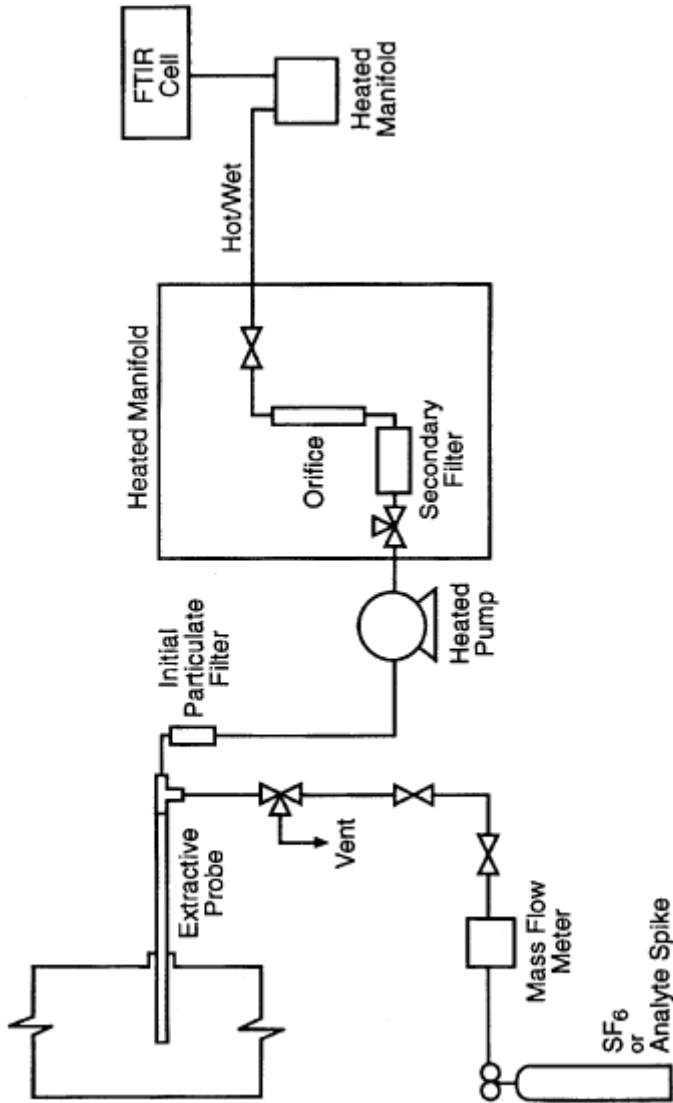 FTIR
Cell
Heated
Manifold
Hot/Wet
Heated Manifold
Orifice
Secondary
Filter
Initial
Particulate
Filter
Heated
Pump
Extractive
Probe
Vent
Mass Flow
Meter
SF6
or
Analyte Spike